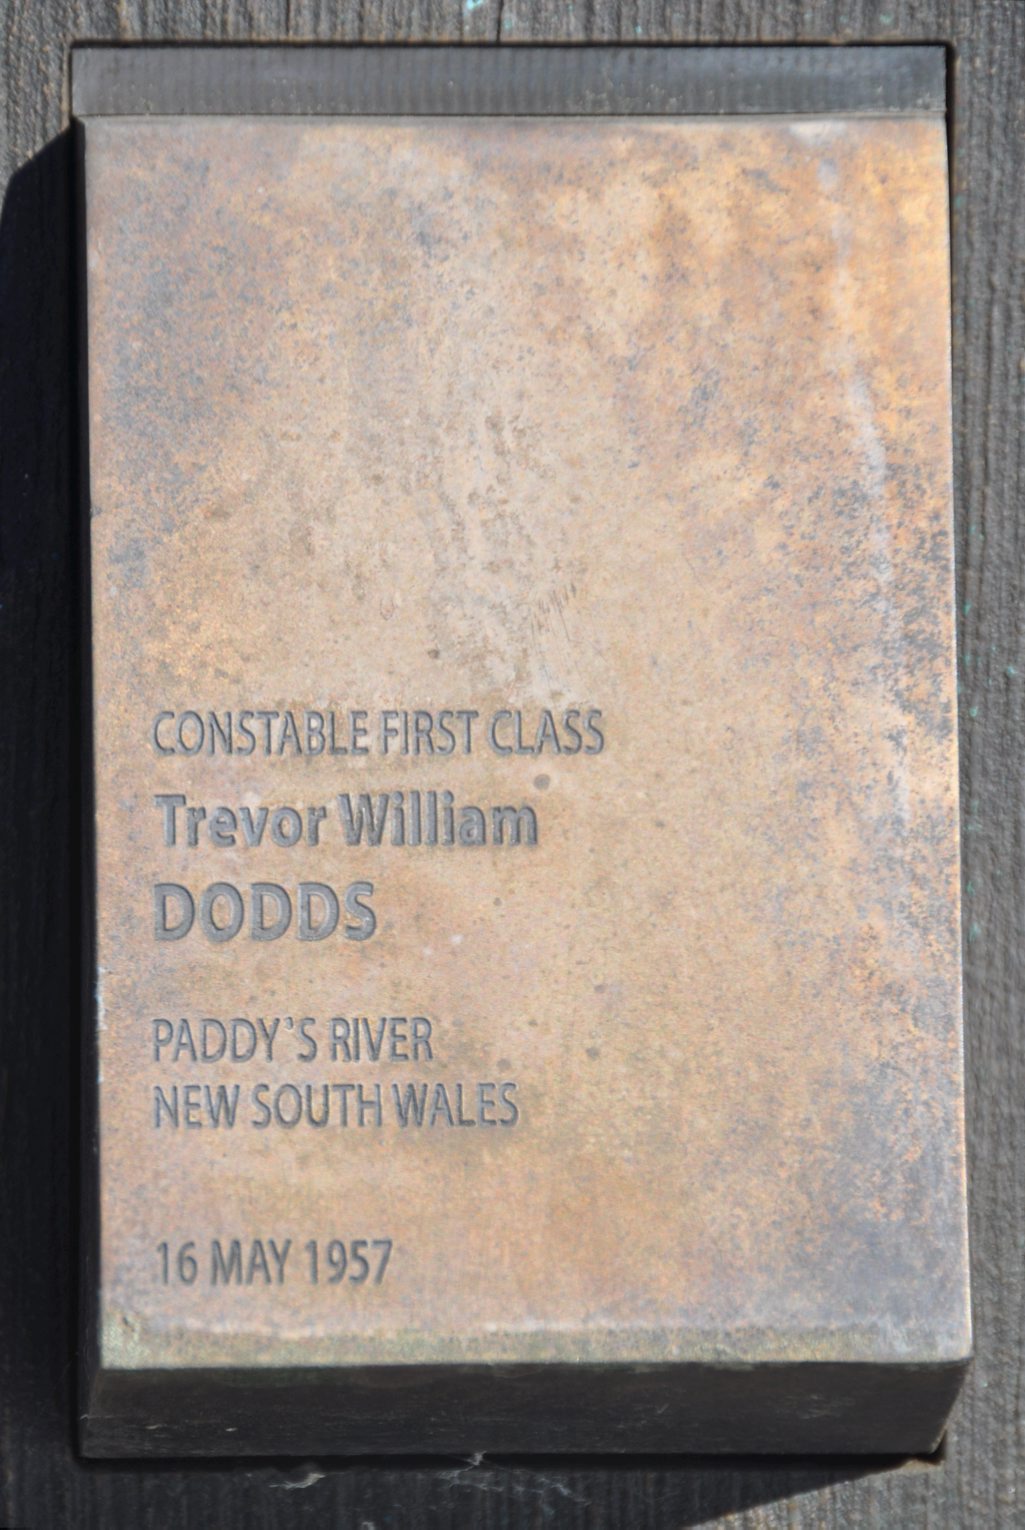 CONSTABLE FIRST CLASS
Trevor William
DODDS
PADDY'S RIVER
NEW SOUTH WALES
16 MAY 1957